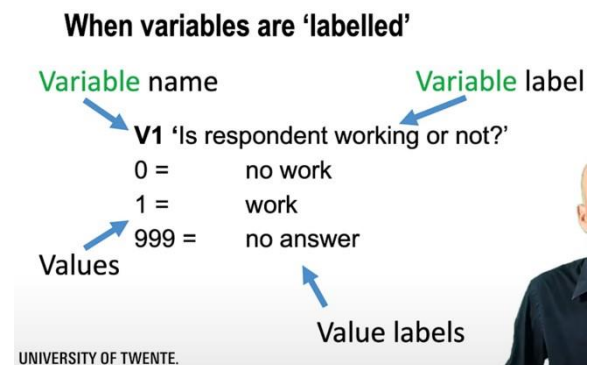 When variables are ‘labelled’
Variable name
Variable label
V1 ‘Is respondent working or not?’
0 = no work
1 = work
999 = no answer
Values
Value labels
UNIVERSITY OF TWENTE.